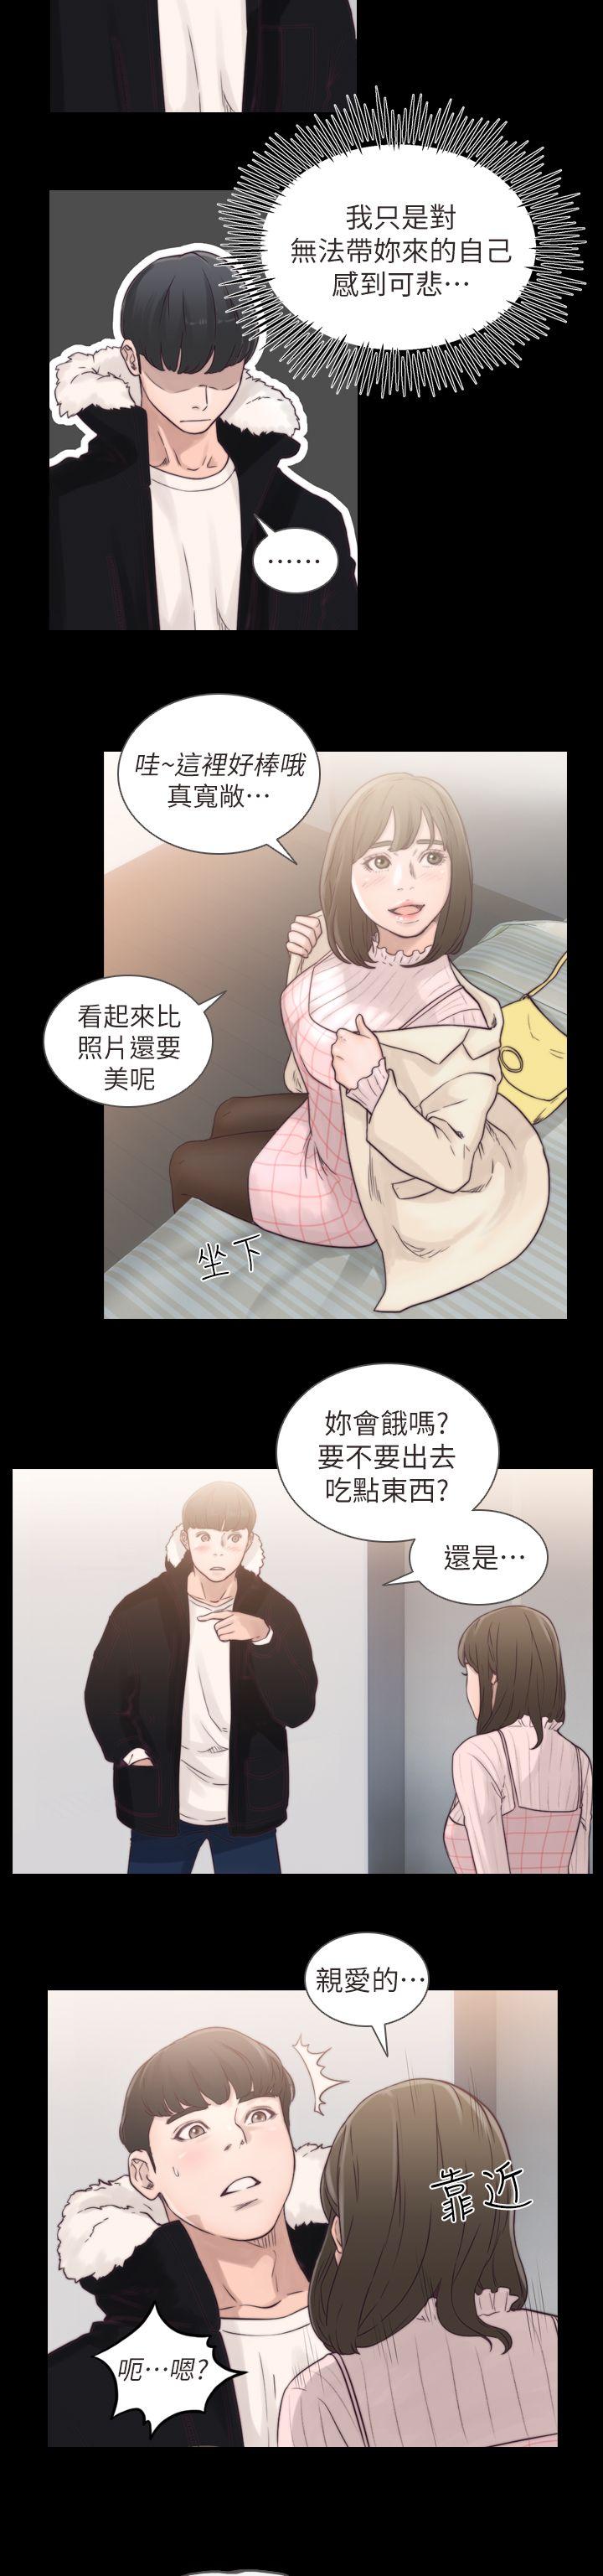 我只是對
無法帶妳來的自己
感到可悲⋯
⋯⋯
哇~這裡好棒哦
真寬敞⋯
看起來比
照片還要
美呢
坐下
妳會餓嗎?
要不要出去
吃點東西?
還是⋯
親愛的⋯
靠近
呃⋯嗯?